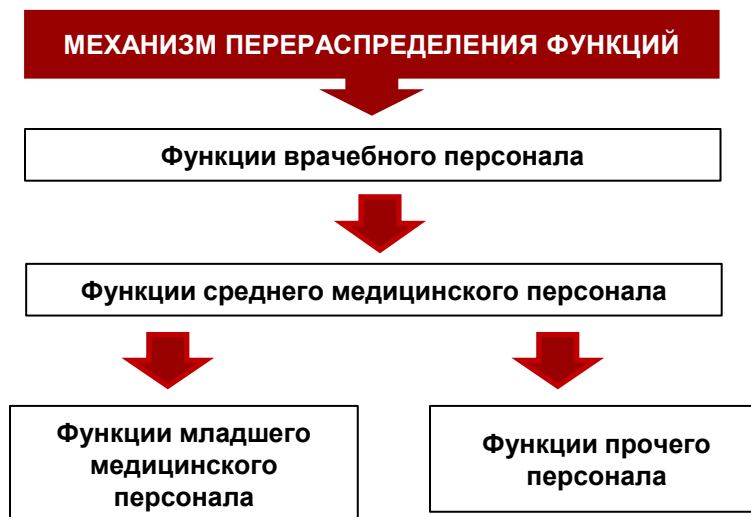 МЕХАНИЗМ ПЕРЕРАСПРЕДЕЛЕНИЯ ФУНКЦИЙ
Функции врачебного персонала
Функции среднего медицинского персонала
Функции младшего
медицинского
персонала
Функции прочего
персонала